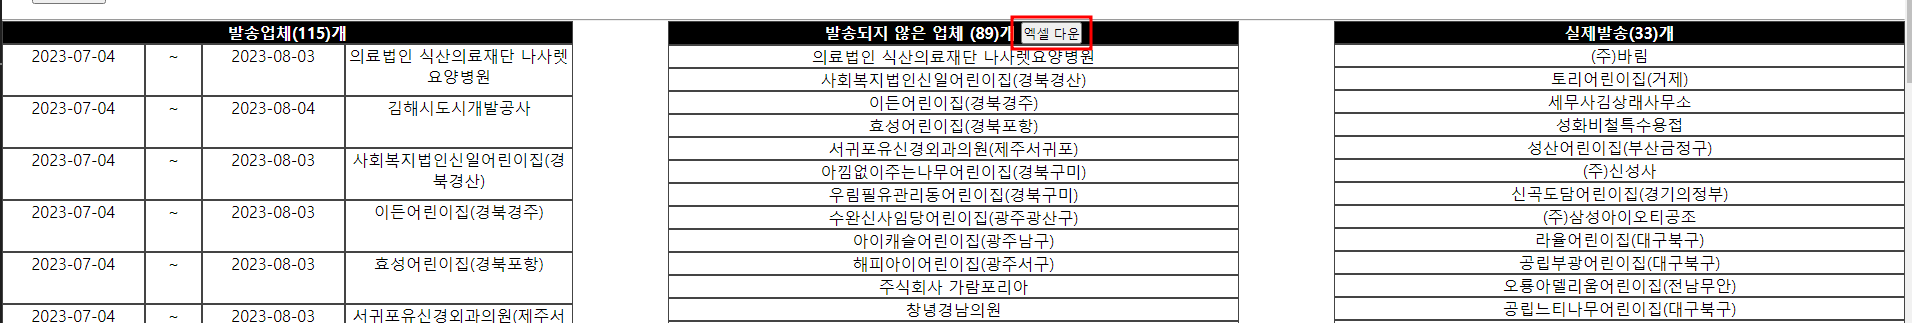 발송업체(115)개
2023-07-04 ~ 2023-08-03 의료법인 식산의료재단 나사렛
요양병원
2023-07-04 ~ 2023-08-04 김해시도시개발공사
2023-07-04 ~ 2023-08-03 사회복지법인신일어린이집(경
북경산)
2023-07-04 ~ 2023-08-03 이든어린이집(경북경주)
2023-07-04 ~ 2023-08-03 효성어린이집(경북포항)
2023-07-04 ~ 2023-08-03 서귀포유신경외과의원(제주서
발송되지 않은 업체 (89)개 엑셀 다운
의료법인 식산의료재단 나사렛요양병원
사회복지법인신일어린이집(경북경산)
이든어린이집(경북경주)
효성어린이집(경북포항)
서귀포유신경외과의원(제주서귀포)
아낌없이주는나무어린이집(경북구미)
우림필유관리동어린이집(경북구미)
수완신사임당어린이집(광주광산구)
아이캐슬어린이집(광주남구)
해피아이어린이집(광주서구)
주식회사 가람포리아
창녕경남의원
실제발송(33)개
(주)바림
토리어린이집(거제)
세무사김상래사무소
성화비철특수용접
성산어린이집(부산금정구)
(주)신성사
신곡도담어린이집(경기의정부)
(주)삼성아이오티공조
라율어린이집(대구북구)
공립부광어린이집(대구북구)
오룡아델리움어린이집(전남무안)
공립느티나무어린이집(대구북구)